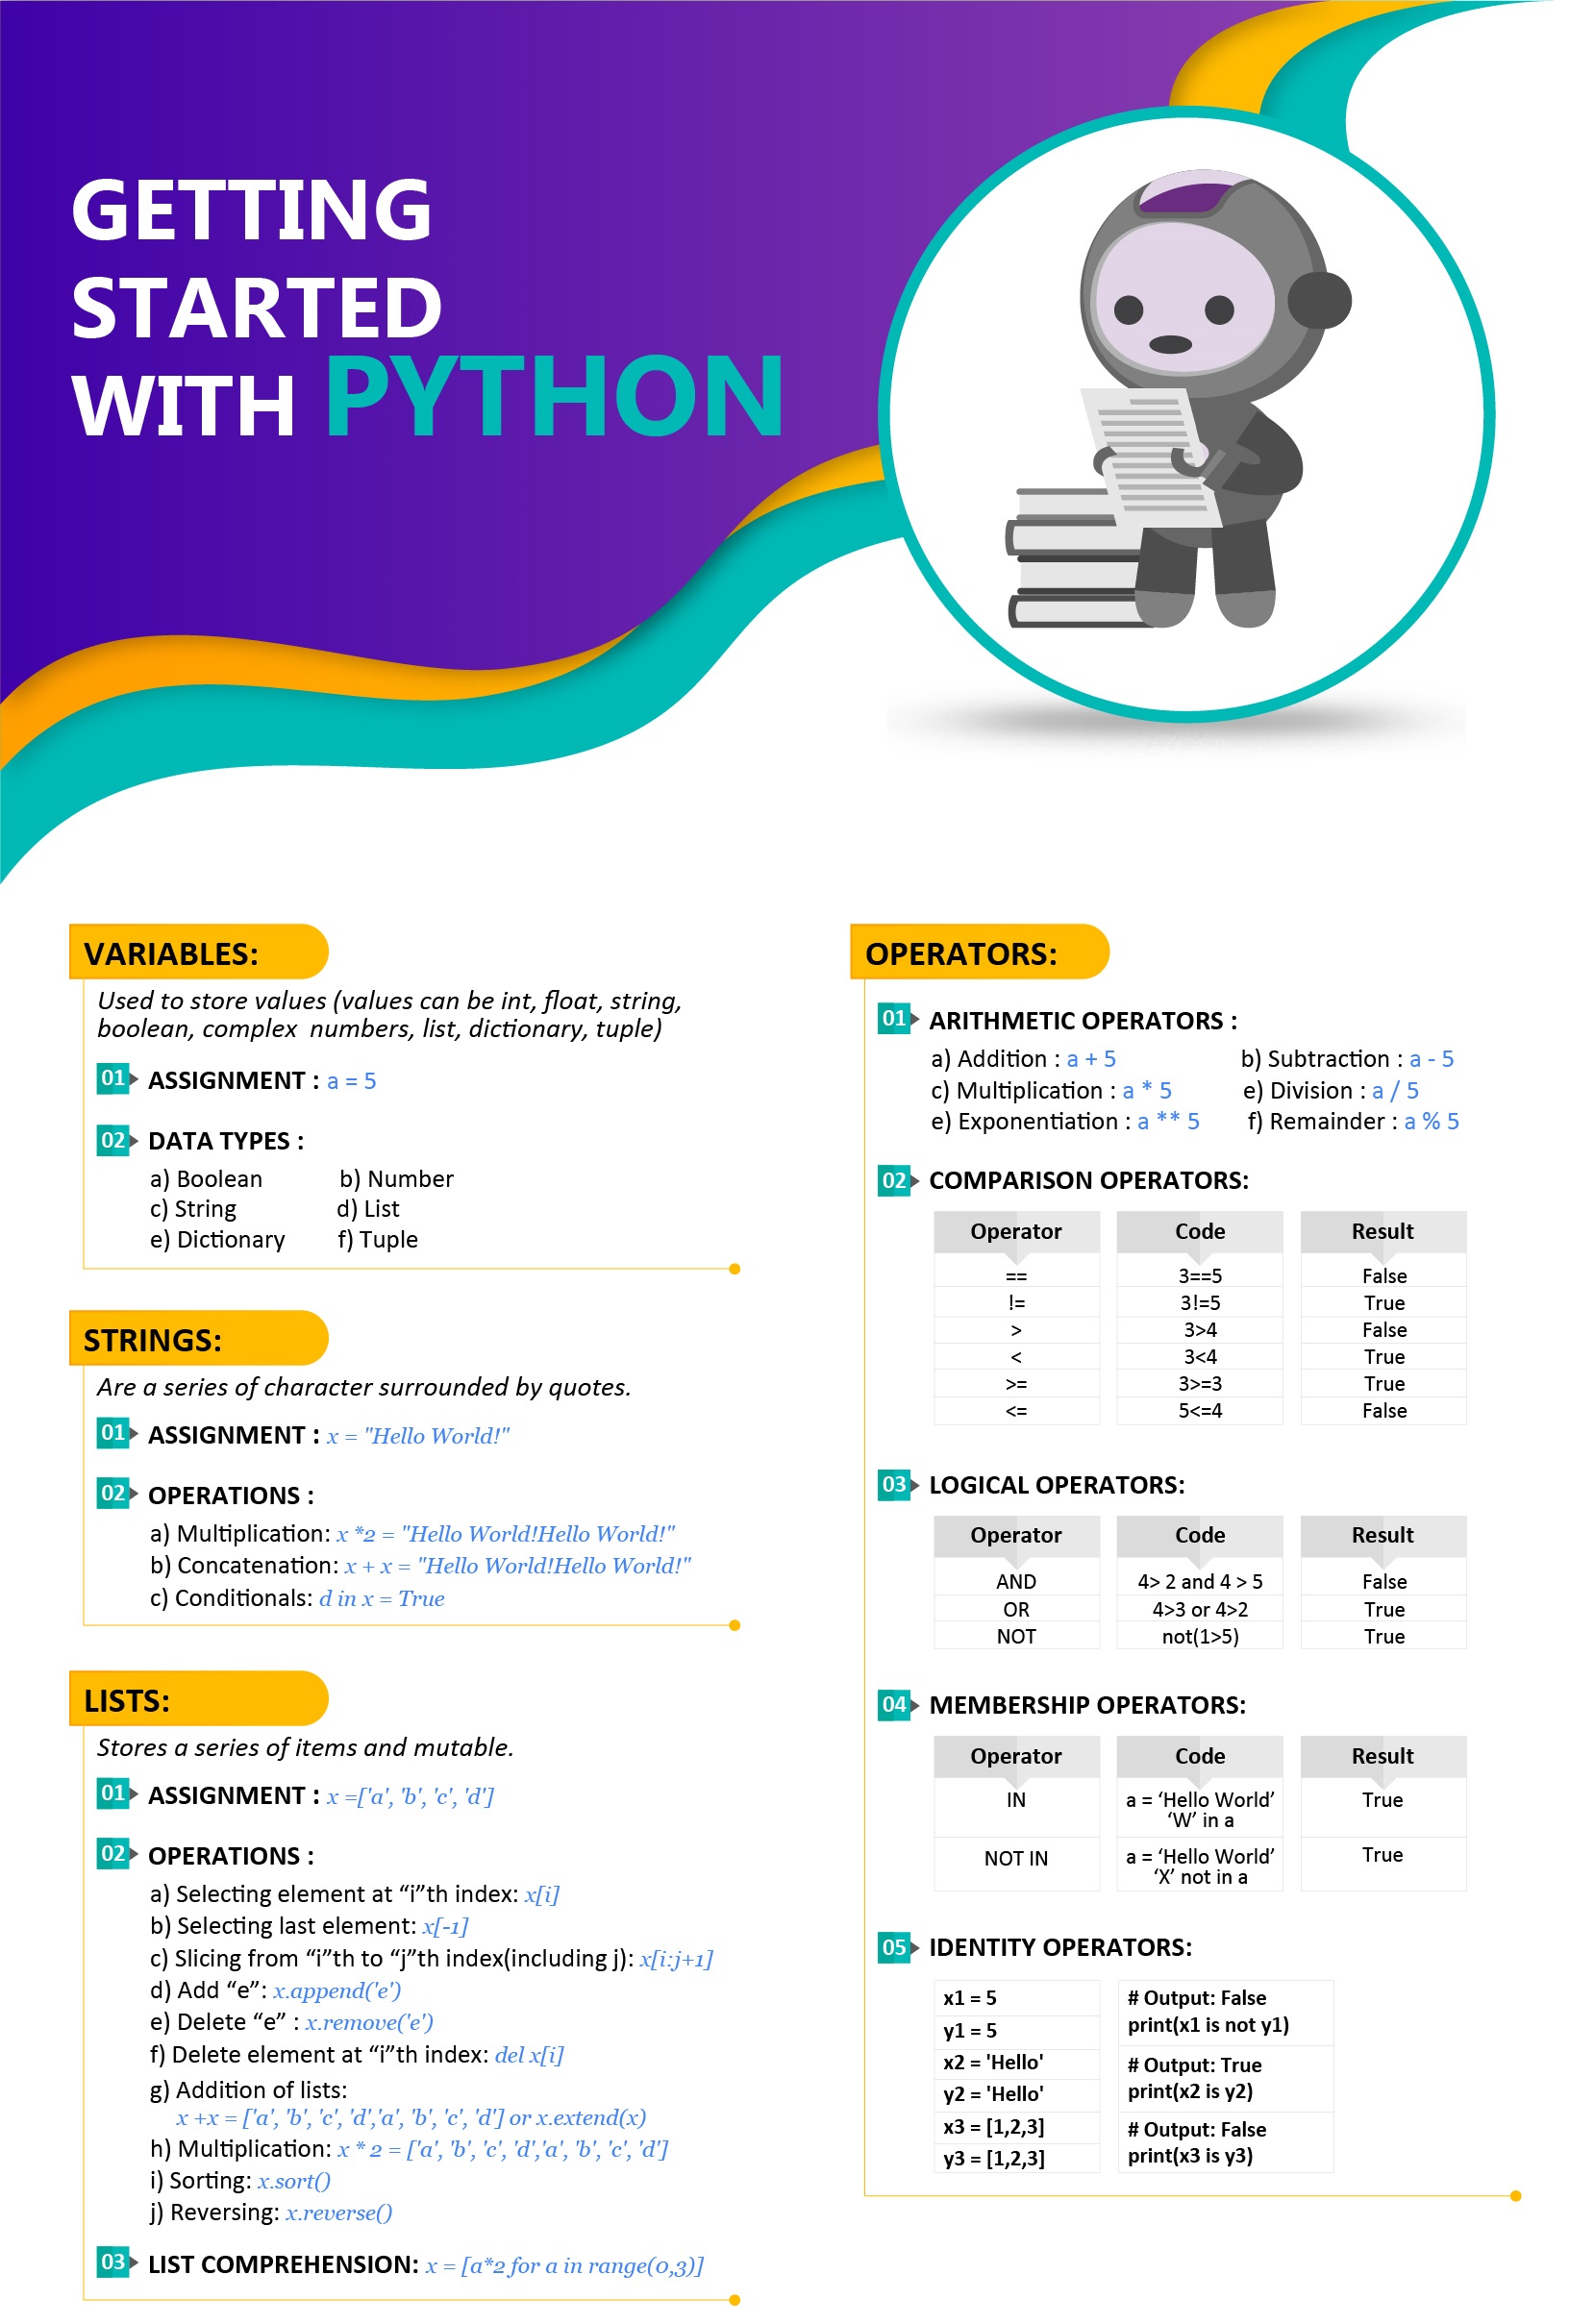 GETTING
STARTED
WITH PYTHON
VARIABLES:
Used to store values (values can be int, float, string,
boolean, complex  numbers, list, dictionary, tuple)
01 ASSIGNMENT : a = 5
02 DATA TYPES :
a) Boolean b) Number
c) String d) List
e) Dictionary f) Tuple
STRINGS:
Are a series of character surrounded by quotes.
01 ASSIGNMENT : x = "Hello World!"
02 OPERATIONS :
a) Multiplication: x *2 = "Hello World!Hello World!"
b) Concatenation: x + x = "Hello World!Hello World!"
c) Conditionals: d in x = True
LISTS:
Stores a series of items and mutable.
01 ASSIGNMENT : x =['a', 'b', 'c', 'd']
02 OPERATIONS :
a) Selecting element at “i”th index: x[i]
b) Selecting last element: x[-1]
c) Slicing from “i”th to “j”th index(including j): x[i:j+1]
d) Add “e”: x.append('e')
e) Delete “e” : x.remove('e')
f) Delete element at “i”th index: del x[i]
g) Addition of lists:
x +x = ['a', 'b', 'c', 'd','a', 'b', 'c', 'd'] or x.extend(x)
h) Multiplication: x * 2 = ['a', 'b', 'c', 'd','a', 'b', 'c', 'd']
i) Sorting: x.sort()
j) Reversing: x.reverse()
03 LIST COMPREHENSION: x = [a*2 for a in range(0,3)]
OPERATORS:
01 ARITHMETIC OPERATORS :
a) Addition : a + 5 b) Subtraction : a - 5
c) Multiplication : a * 5 e) Division : a / 5
e) Exponentiation : a ** 5 f) Remainder : a % 5
02 COMPARISON OPERATORS:
Operator Code Result
== 3==5 False
!= 3!=5 True
> 3>4 False
< 3<4 True
>= 3>=3 True
<= 5<=4 False
03 LOGICAL OPERATORS:
Operator Code Result
AND 4> 2 and 4 > 5 False
OR 4>3 or 4>2 True
NOT not(1>5) True
04 MEMBERSHIP OPERATORS:
Operator Code Result
IN a = ‘Hello World’ True
‘W’ in a
NOT IN a = ‘Hello World’ True
‘X’ not in a
05 IDENTITY OPERATORS:
x1 = 5
y1 = 5
x2 = 'Hello'
y2 = 'Hello'
x3 = [1,2,3]
y3 = [1,2,3]
# Output: False
print(x1 is not y1)
# Output: True
print(x2 is y2)
# Output: False
print(x3 is y3)